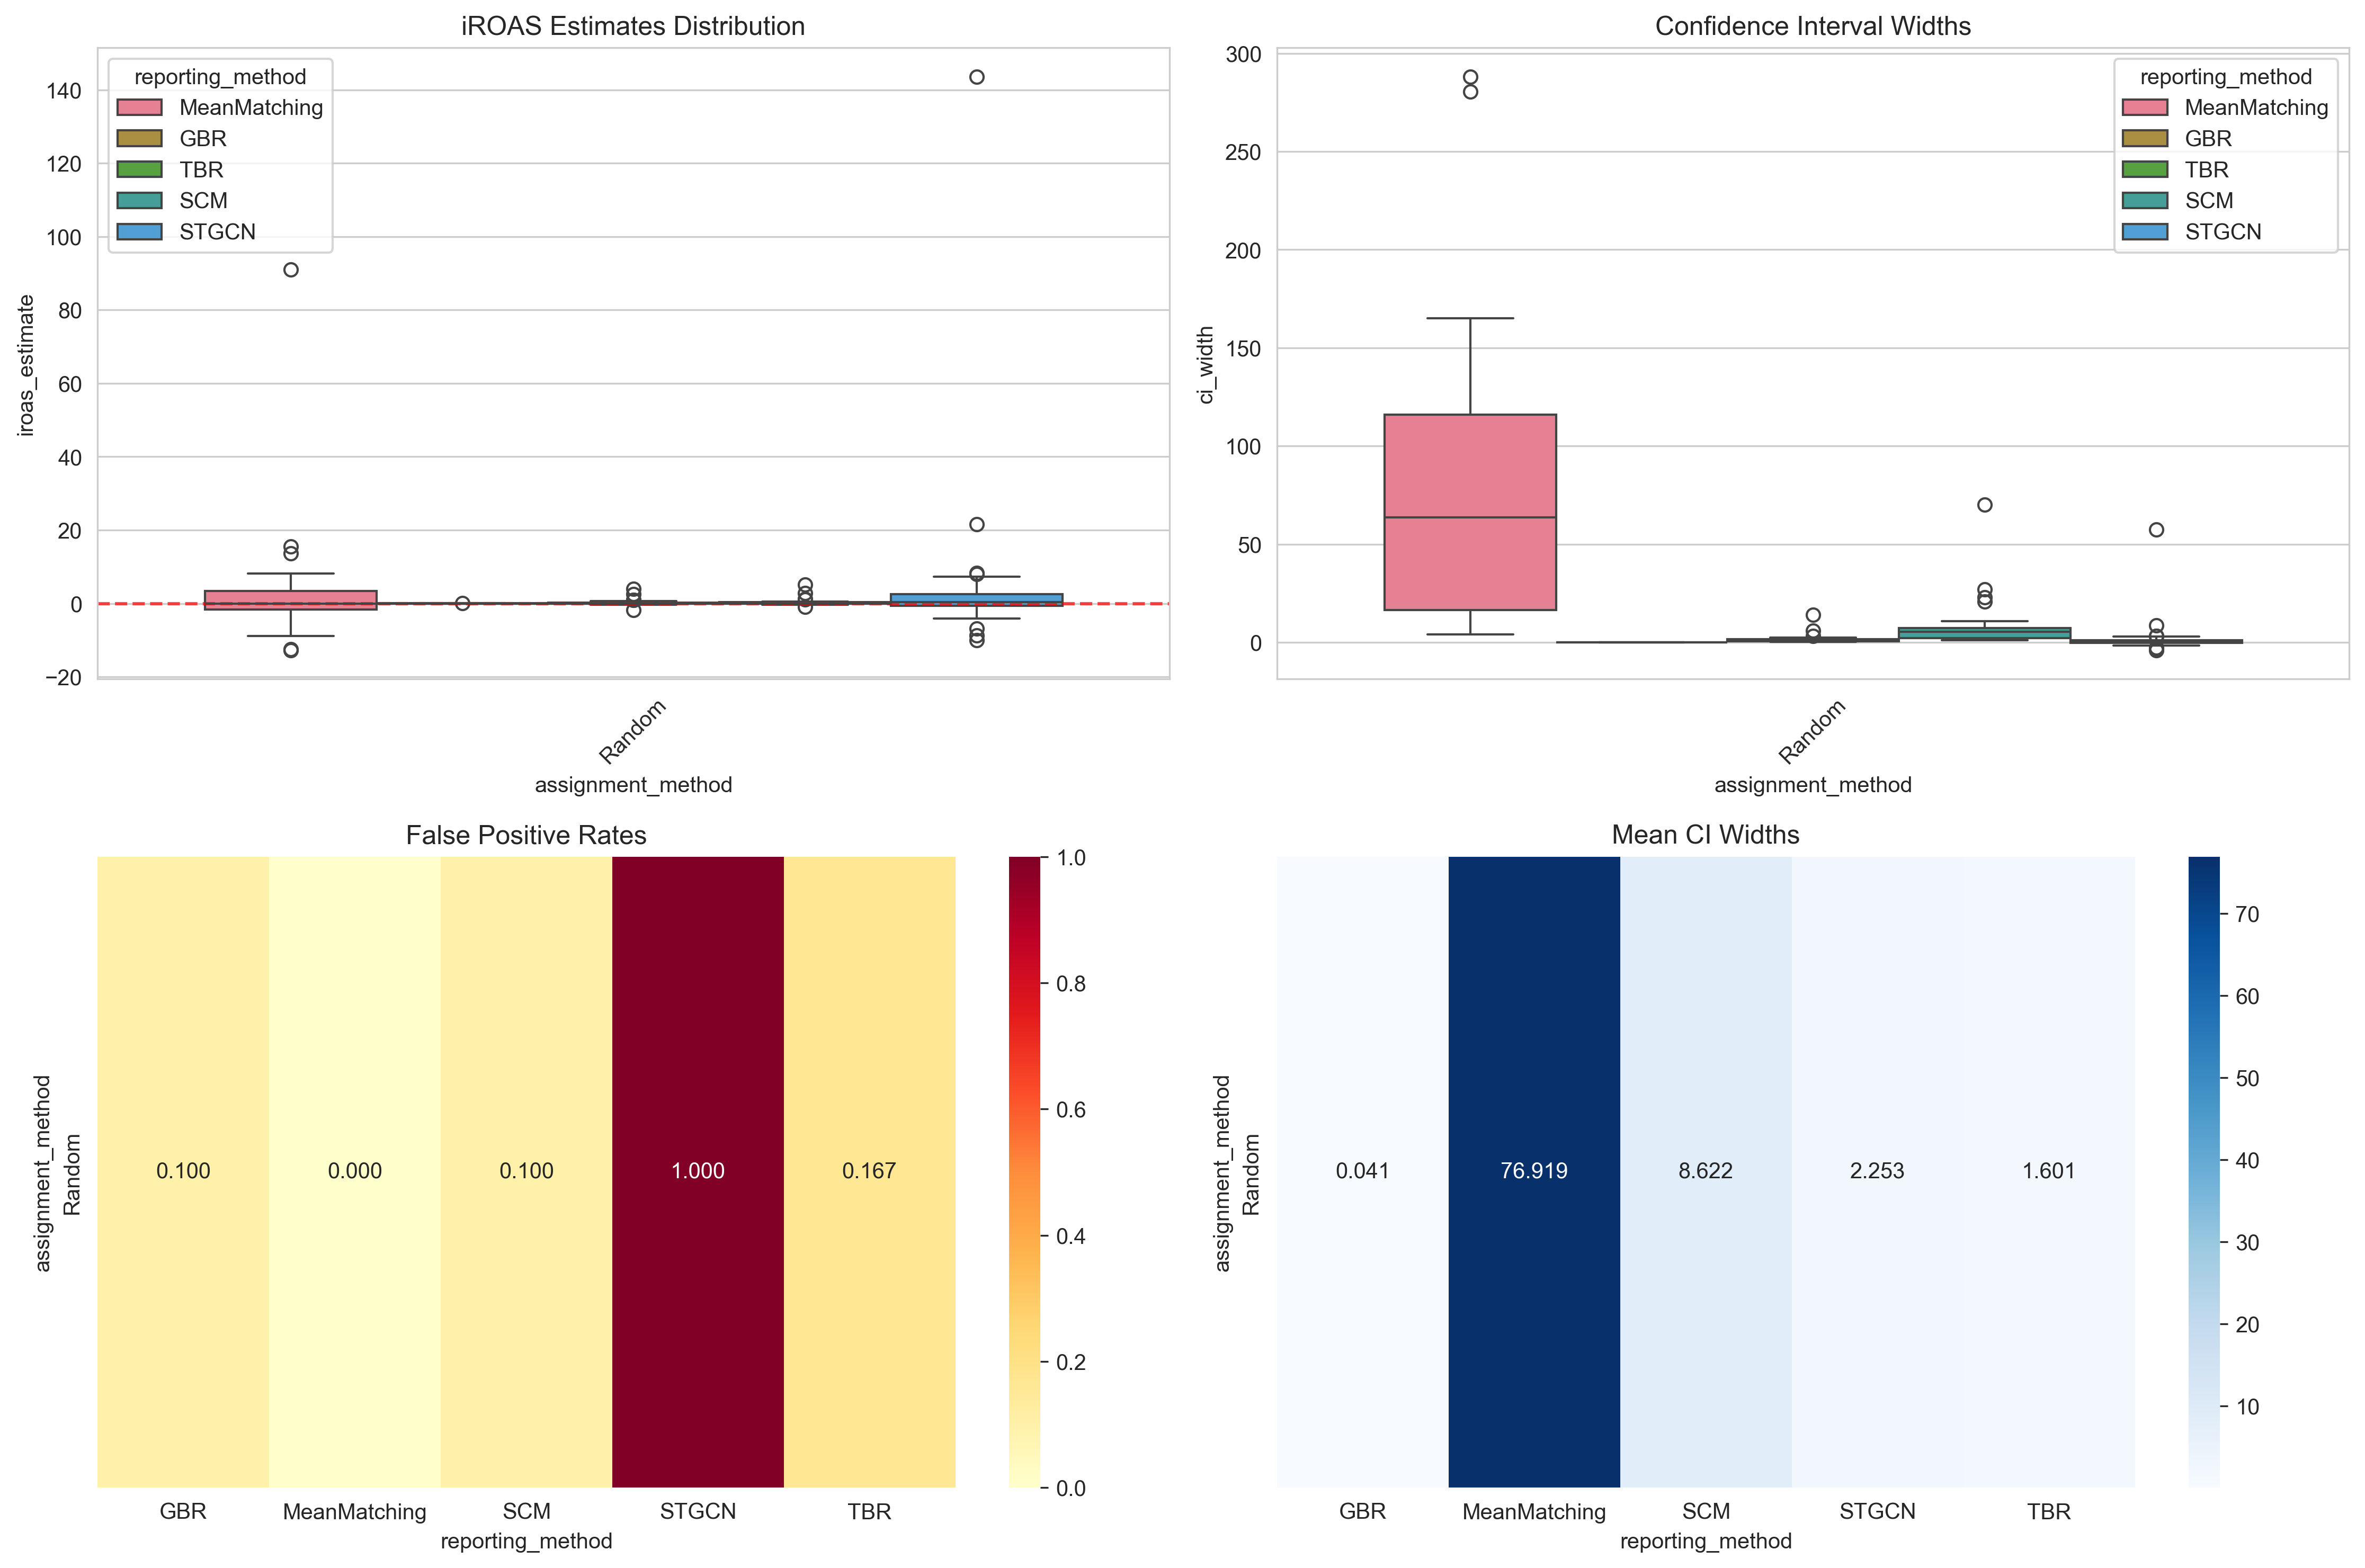 iROAS Estimates Distribution
iroas_estimate
140
120
100
80
60
40
20
0
−20
reporting_method
MeanMatching
GBR
TBR
SCM
STGCN
Random
assignment_method
Confidence Interval Widths
ci_width
300
250
200
150
100
50
0
reporting_method
MeanMatching
GBR
TBR
SCM
STGCN
Random
assignment_method
False Positive Rates
assignment_method
Random
0.100
0.000
0.100
1.000
0.167
GBR
MeanMatching
SCM
STGCN
TBR
reporting_method
1.0
0.8
0.6
0.4
0.2
0.0
Mean CI Widths
assignment_method
Random
0.041
76.919
8.622
2.253
1.601
GBR
MeanMatching
SCM
STGCN
TBR
reporting_method
70
60
50
40
30
20
10